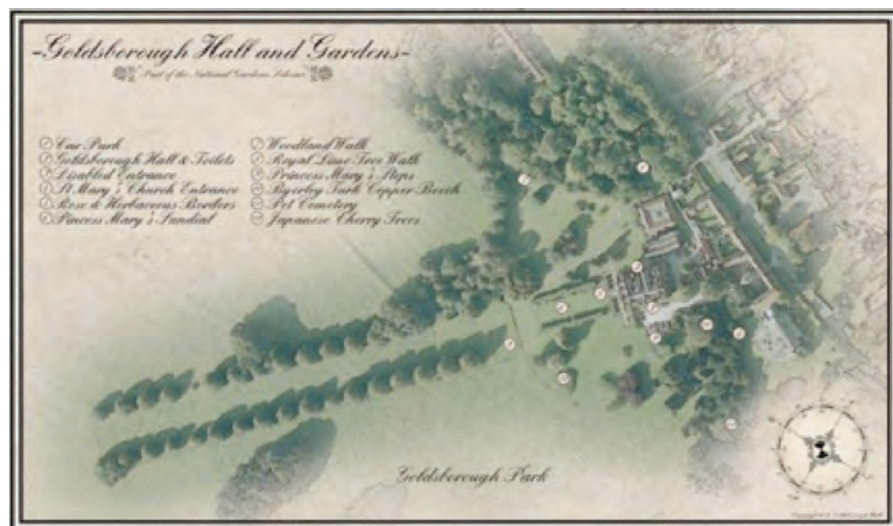 -Goldsborough Hall and Gardens-
Part of the National Gardens Scheme
Car Park
Goldsborough Hall & Toilets
Disabled Entrance
St Mary's Church Entrance
Rose & Herbaceous Borders
Pincess Mary's Sundial
Woodland Walk
Royal Lime Tree Walk
Princess Mary's Steps
Byerley Turk Copper Beech
Pet Cemetery
Japanese Cherry Trees
Goldsborough Park